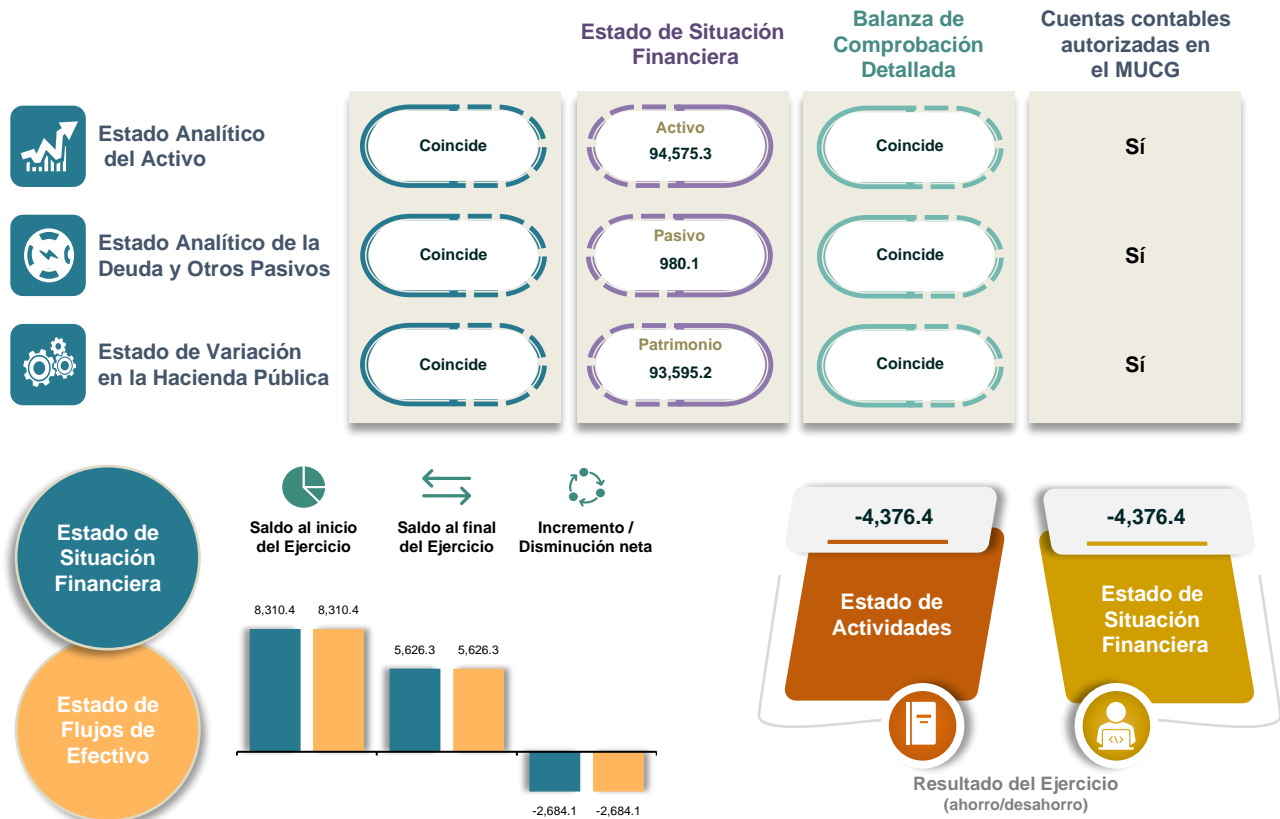 Estado de Situación
Financiera
Balanza de
Comprobación
Detallada
Cuentas contables
autorizadas en
el MUCG
Estado Analítico
del Activo
Coincide
Activo
94,575.3
Coincide
Sí
Estado Analítico de la
Deuda y Otros Pasivos
Coincide
Pasivo
980.1
Coincide
Sí
Estado de Variación
en la Hacienda Pública
Coincide
Patrimonio
93,595.2
Coincide
Sí
Estado de
Situación
Financiera
Estado de
Flujos de
Efectivo
Saldo al inicio
del Ejercicio
Saldo al final
del Ejercicio
Incremento /
Disminución neta
8,310.4 8,310.4
5,626.3 5,626.3
-2,684.1 -2,684.1
-4,376.4
Estado de
Actividades
-4,376.4
Estado de
Situación
Financiera
Resultado del Ejercicio
(ahorro/desahorro)